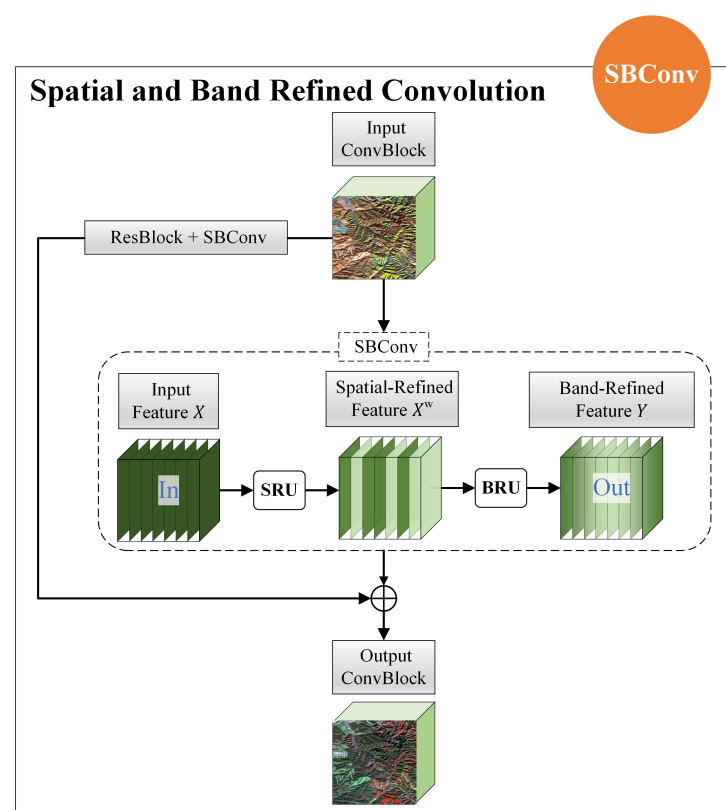 SBConv
Spatial and Band Refined Convolution
Input
ConvBlock
ResBlock + SBConv
SBConv
Input
Feature X
Spatial-Refined
Feature Xʷ
Band-Refined
Feature Y
In
SRU
BRU
Out
Output
ConvBlock